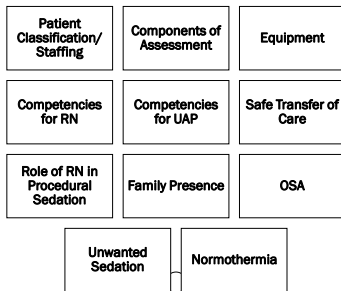 Patient
Classification/
Staffing
Components of
Assessment
Equipment
Competencies
for RN
Competencies
for UAP
Safe Transfer of
Care
Role of RN in
Procedural
Sedation
Family Presence
OSA
Unwanted
Sedation
Normothermia